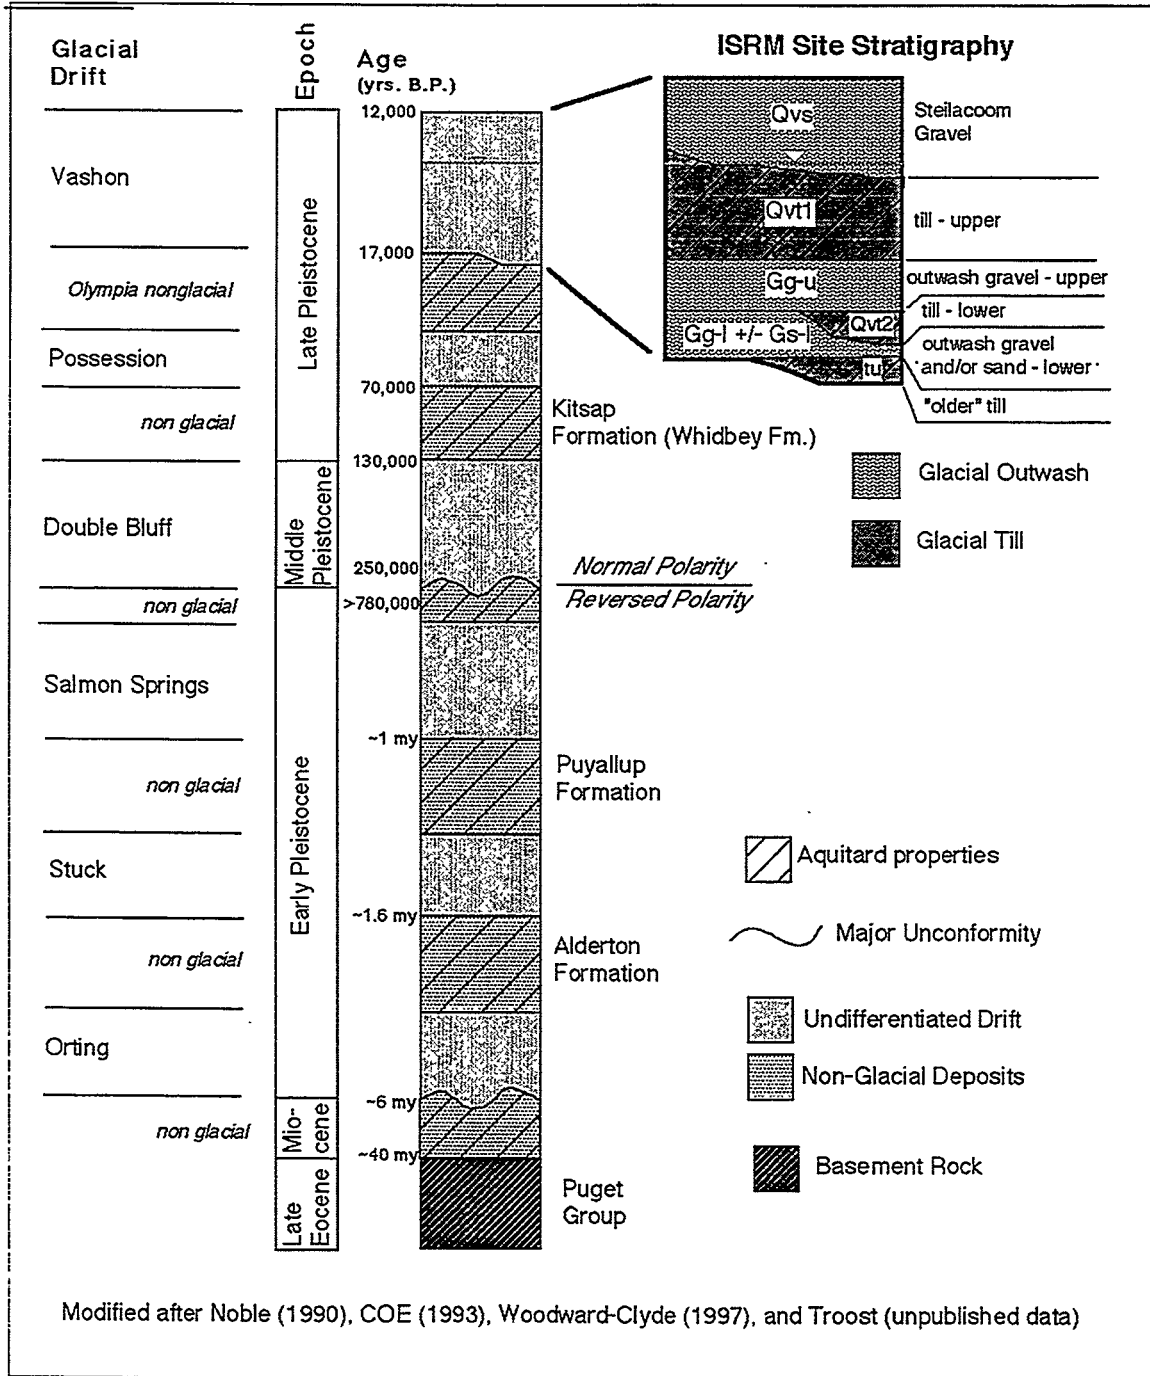 Glacial
Drift
Epoch
Age
(yrs. B.P.)
ISRM Site Stratigraphy
12,000
Vashon
17,000
Olympia nonglacial
Possession
70,000
non glacial
Kitsap
Formation (Whidbey Fm.)
130,000
Double Bluff
250,000
Normal Polarity
Reversed Polarity
non glacial
>780,000
Salmon Springs
~1 my
non glacial
Puyallup
Formation
Stuck
~1.6 my
non glacial
Alderton
Formation
Orting
~6 my
non glacial
~40 my
Puget
Group
Late Pleistocene
Middle
Pleistocene
Early Pleistocene
Mio-
cene
Late
Eocene
Qvs
Steilacoom
Gravel
Qvt1
till - upper
Gg-u
outwash gravel - upper
Qvt2
till - lower
Gg-l +/- Gs-l
outwash gravel
and/or sand - lower
tu
"older" till
Glacial Outwash
Glacial Till
Aquitard properties
Major Unconformity
Undifferentiated Drift
Non-Glacial Deposits
Basement Rock
Modified after Noble (1990), COE (1993), Woodward-Clyde (1997), and Troost (unpublished data)